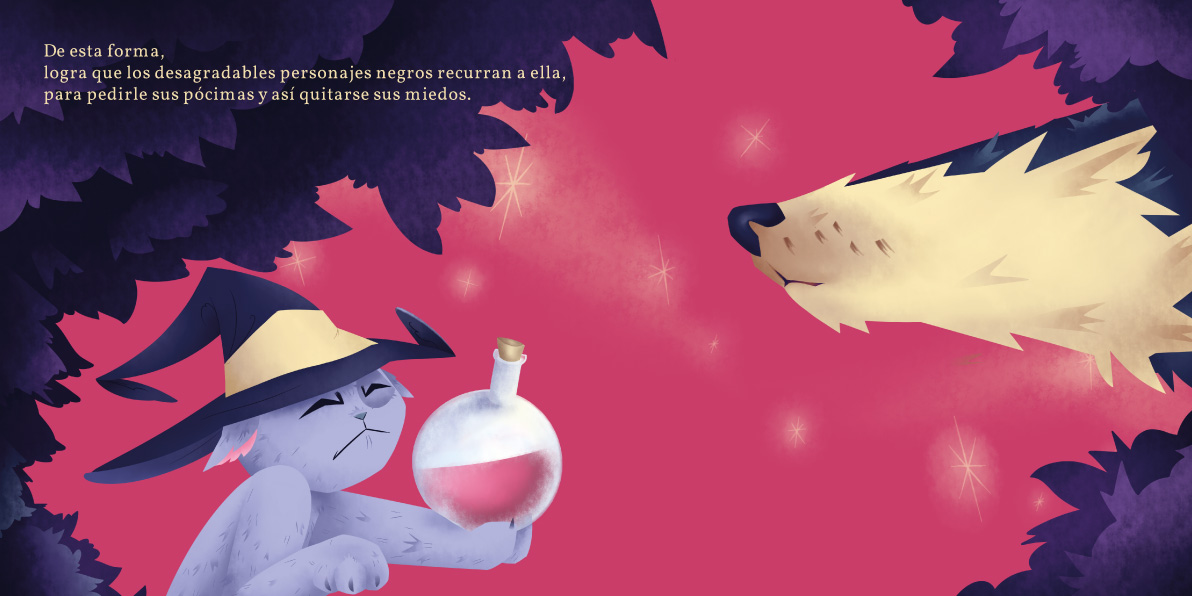 De esta forma,
logra que los desagradables personajes negros recurran a ella,
para pedirle sus pócimas y así quitarse sus miedos.